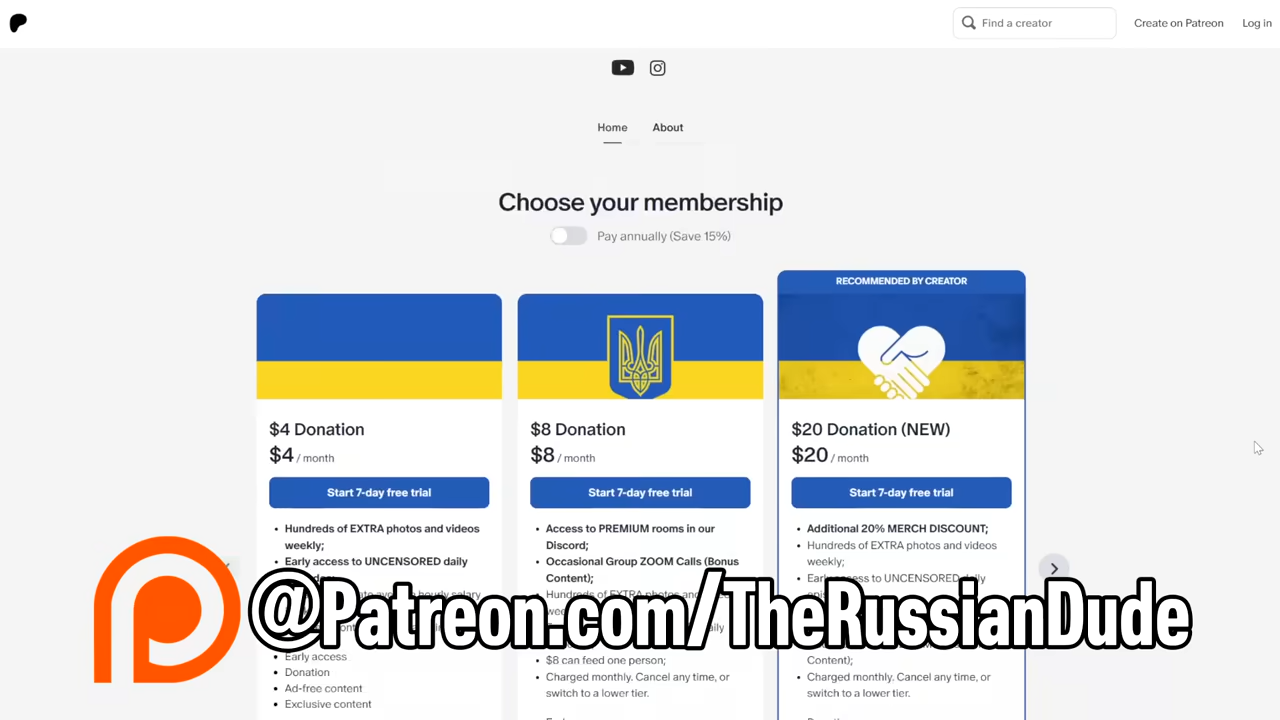 Find a creator
Create on Patreon
Log in
Home
About
Choose your membership
Pay annually (Save 15%)
$4 Donation
$4 / month
Start 7-day free trial
• Hundreds of EXTRA photos and videos
weekly;
• Early access to UNCENSORED daily
• Early access
• Donation
• Ad-free content
• Exclusive content
$8 Donation
$8 / month
Start 7-day free trial
• Access to PREMIUM rooms in our
Discord;
• Occasional Group ZOOM Calls (Bonus
Content);
• $8 can feed one person;
• Charged monthly. Cancel any time, or
switch to a lower tier.
RECOMMENDED BY CREATOR
$20 Donation (NEW)
$20 / month
Start 7-day free trial
• Additional 20% MERCH DISCOUNT;
• Hundreds of EXTRA photos and videos
weekly;
• Early access to UNCENSORED daily
Content);
• Charged monthly. Cancel any time, or
switch to a lower tier.
@Patreon.com/TheRussianDude